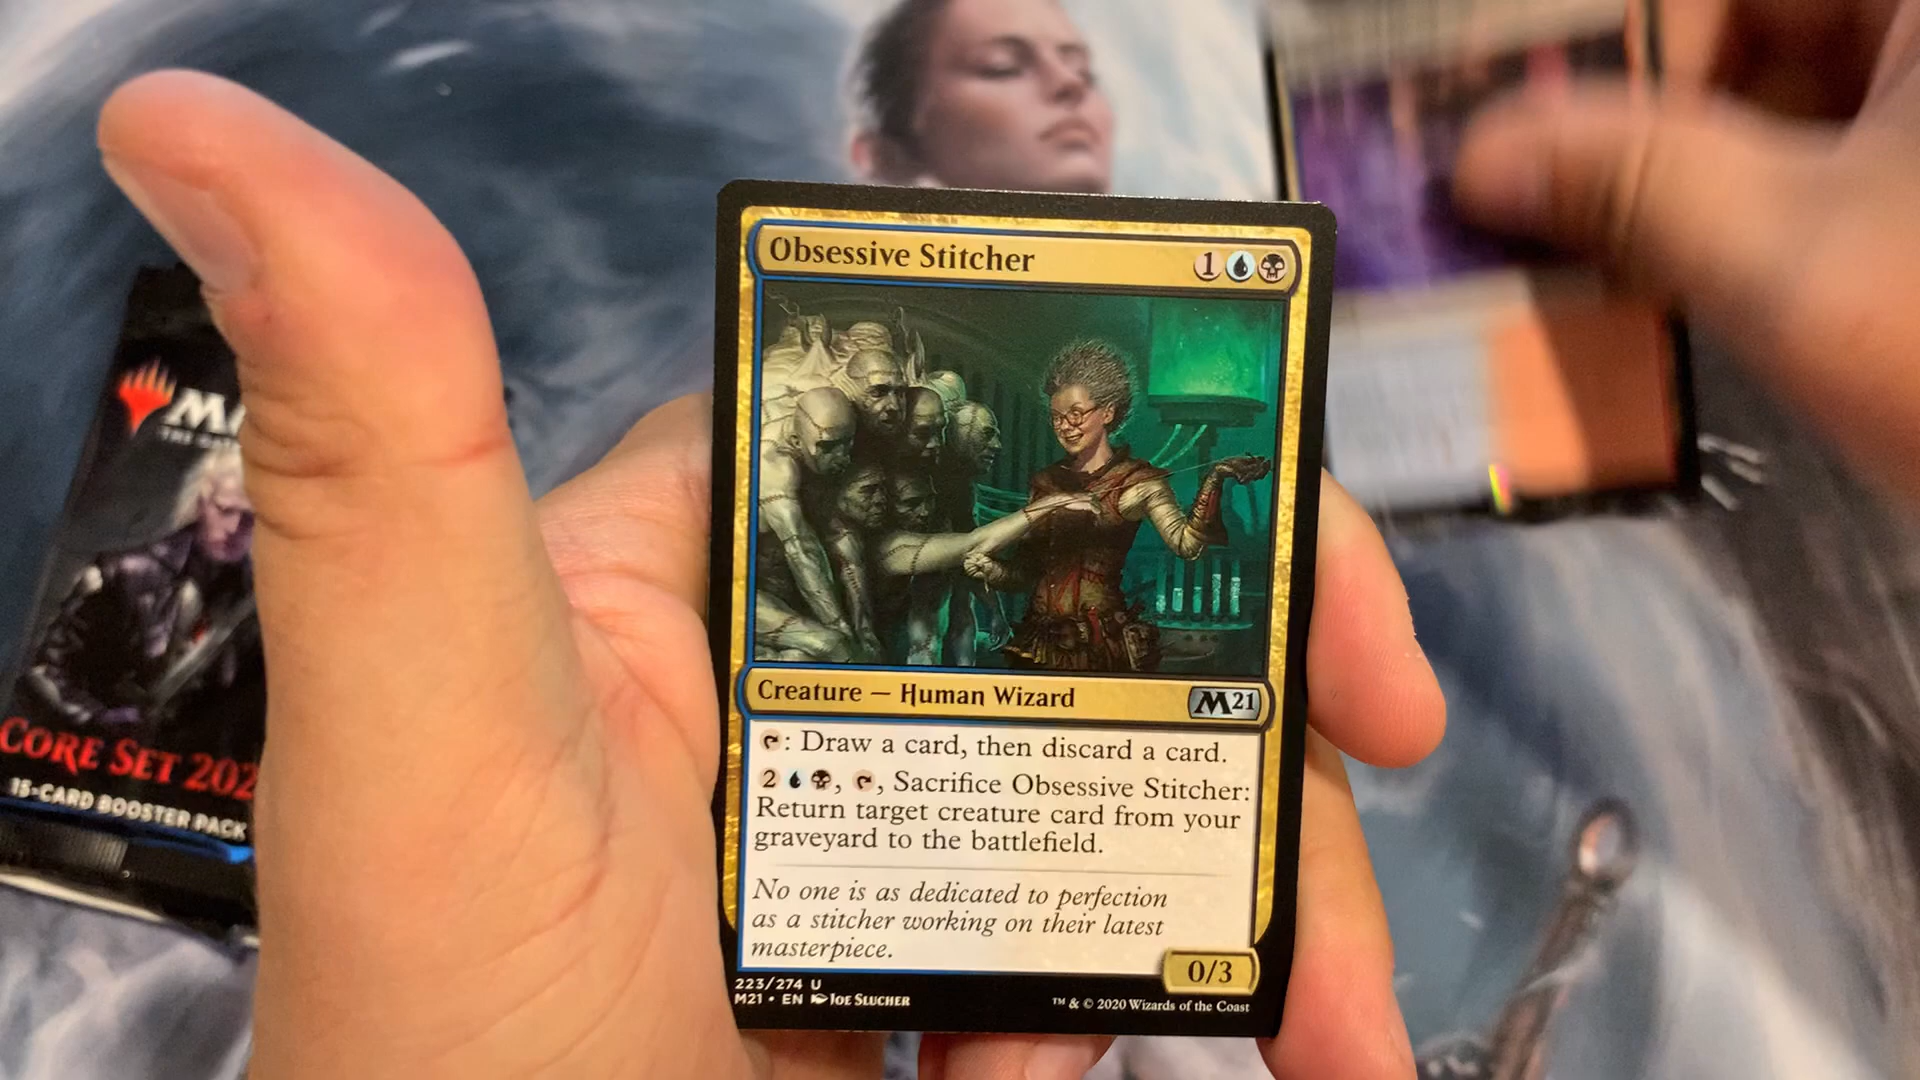 Obsessive Stitcher
1
Creature — Human Wizard
M21
: Draw a card, then discard a card.
2 , , Sacrifice Obsessive Stitcher:
Return target creature card from your
graveyard to the battlefield.
No one is as dedicated to perfection
as a stitcher working on their latest
masterpiece.
0/3
223/274 U
M21 • EN JOE SLUCHER
™ & © 2020 Wizards of the Coast
CORE SET 202
15-CARD BOOSTER PACK